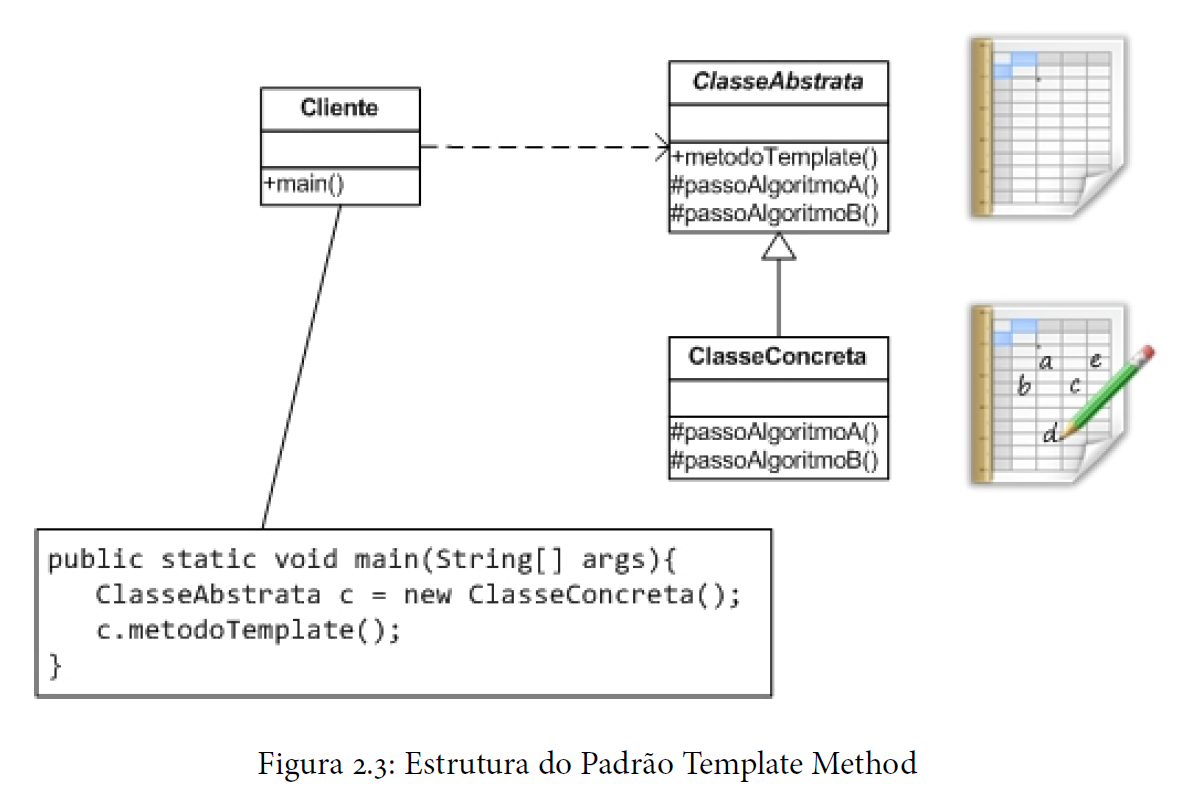 Cliente
+main()
ClasseAbstrata
+metodoTemplate()
#passoAlgoritmoA()
#passoAlgoritmoB()
ClasseConcreta
#passoAlgoritmoA()
#passoAlgoritmoB()
a e
b c
d
public static void main(String[] args){
ClasseAbstrata c = new ClasseConcreta();
c.metodoTemplate();
}
Figura 2.3: Estrutura do Padrão Template Method